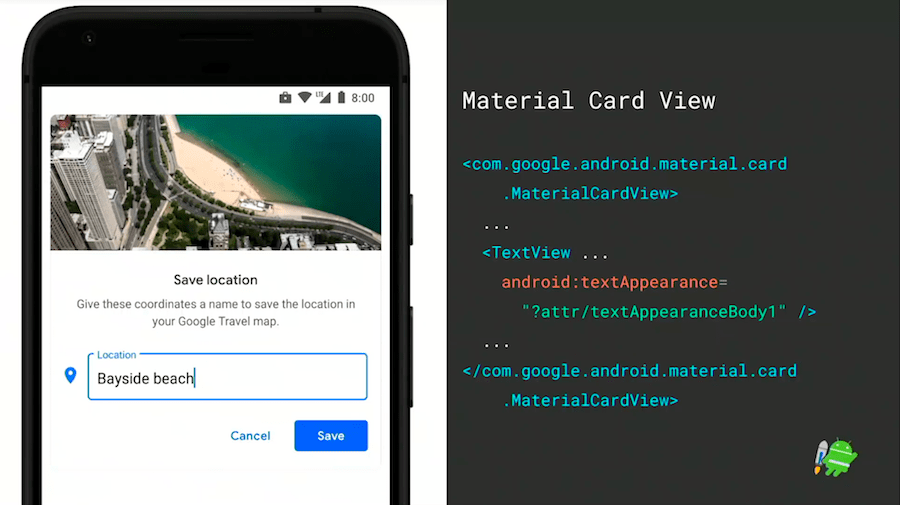 LTE 8:00
Save location
Give these coordinates a name to save the location in
your Google Travel map.
Location
Bayside beach
Cancel Save
Material Card View
<com.google.android.material.card
.MaterialCardView>
...
<TextView ...
android:textAppearance=
"?attr/textAppearanceBody1" />
...
</com.google.android.material.card
.MaterialCardView>